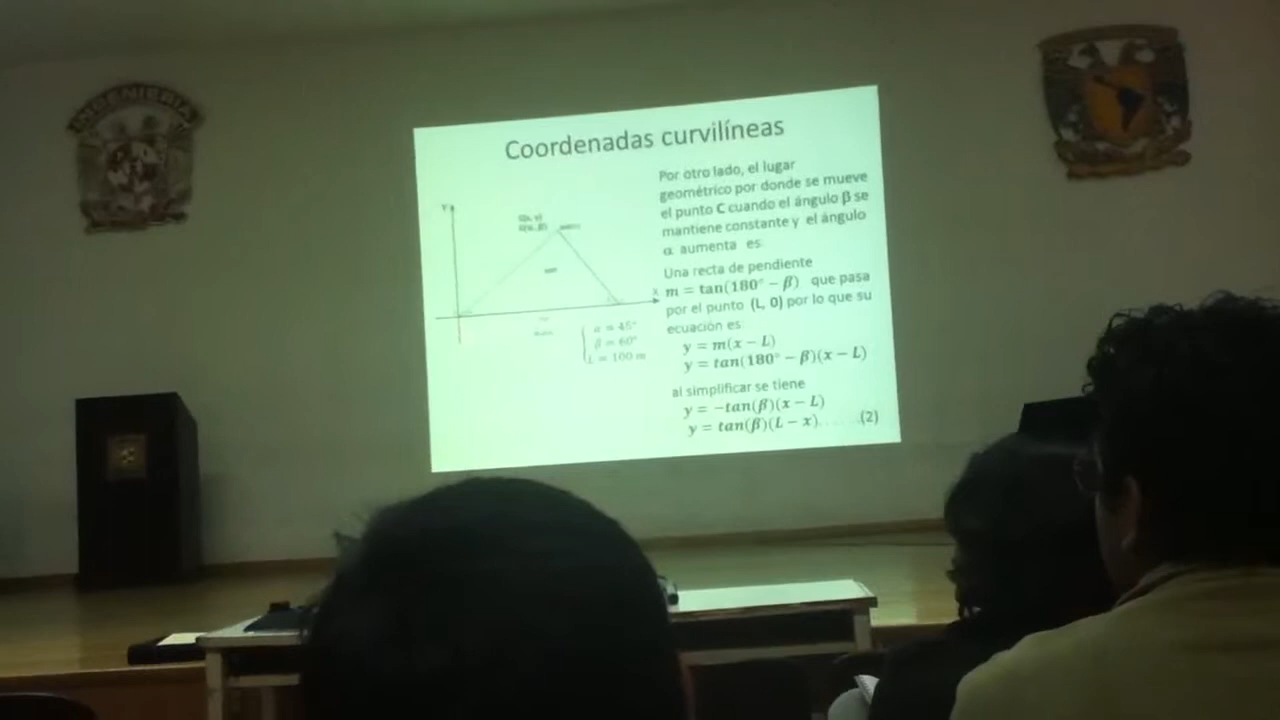 INGENIERIA
Coordenadas curvilíneas
Por otro lado, el lugar
geométrico por donde se mueve
el punto C cuando el ángulo β se
mantiene constante y el ángulo
α aumenta es:
Una recta de pendiente
m = tan(180° − β) que pasa
por el punto (L, 0) por lo que su
ecuación es:
y = m(x − L)
y = tan(180° − β)(x − L)
al simplificar se tiene
y = −tan(β)(x − L)
y = tan(β)(L − x)……(2)
Y
X
α = 45°
β = 60°
L = 100 m